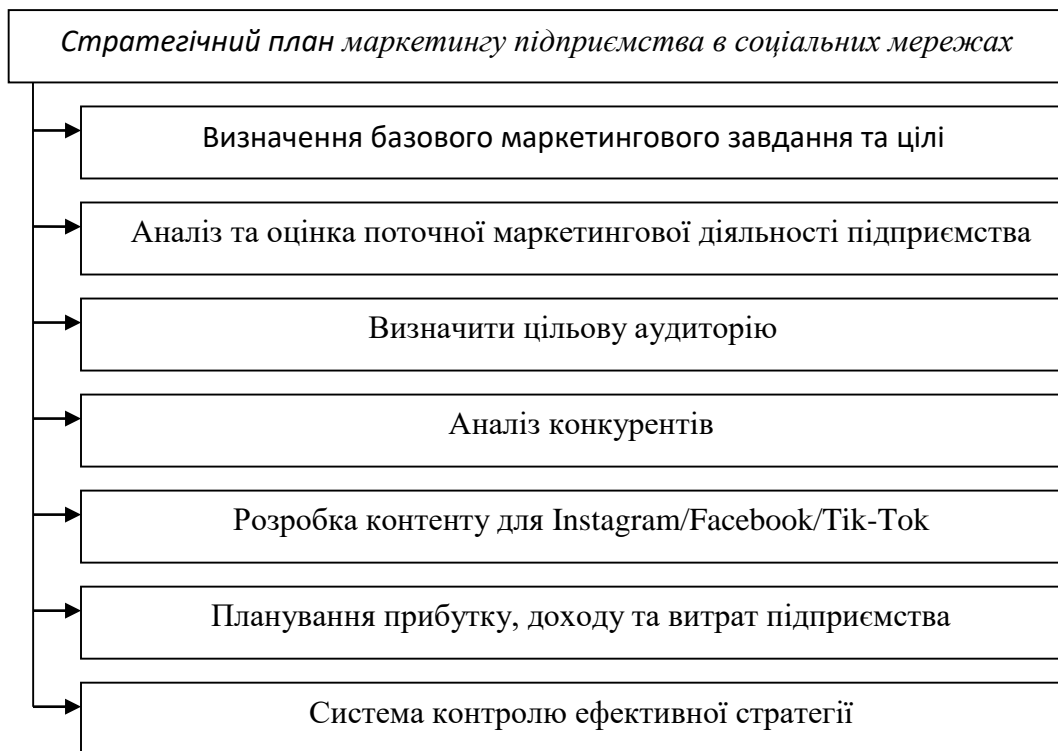 Стратегічний план маркетингу підприємства в соціальних мережах
Визначення базового маркетингового завдання та цілі
Аналіз та оцінка поточної маркетингової діяльності підприємства
Визначити цільову аудиторію
Аналіз конкурентів
Розробка контенту для Instagram/Facebook/Tik-Tok
Планування прибутку, доходу та витрат підприємства
Система контролю ефективної стратегії